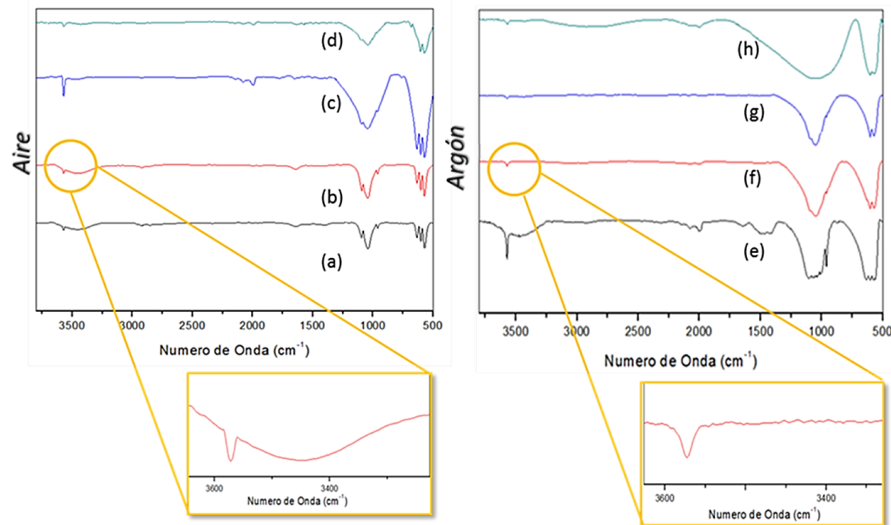 Aire
(d)
(c)
(b)
(a)
3500 3000 2500 2000 1500 1000 500
Numero de Onda (cm⁻¹)
3600 3400
Numero de Onda (cm⁻¹)
Argón
(h)
(g)
(f)
(e)
3500 3000 2500 2000 1500 1000 500
Numero de Onda (cm⁻¹)
3600 3400
Numero de Onda (cm⁻¹)